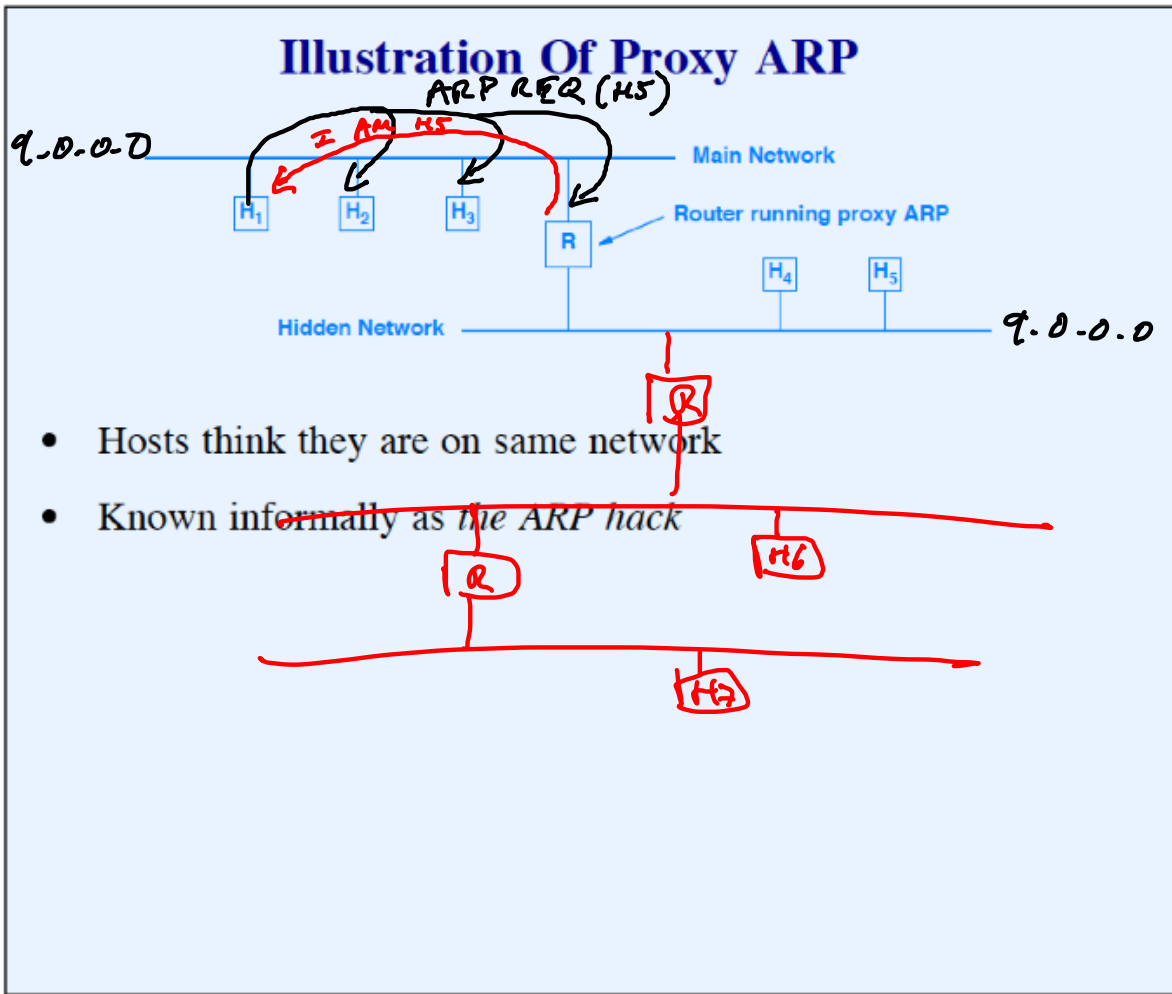 Illustration Of Proxy ARP
ARP REQ (H5)
I AM H5
9.0.0.0
Main Network
H1 H2 H3
Router running proxy ARP
R
H4 H5
Hidden Network
9.0.0.0
R
• Hosts think they are on same network
• Known informally as the ARP hack
R
H6
H7